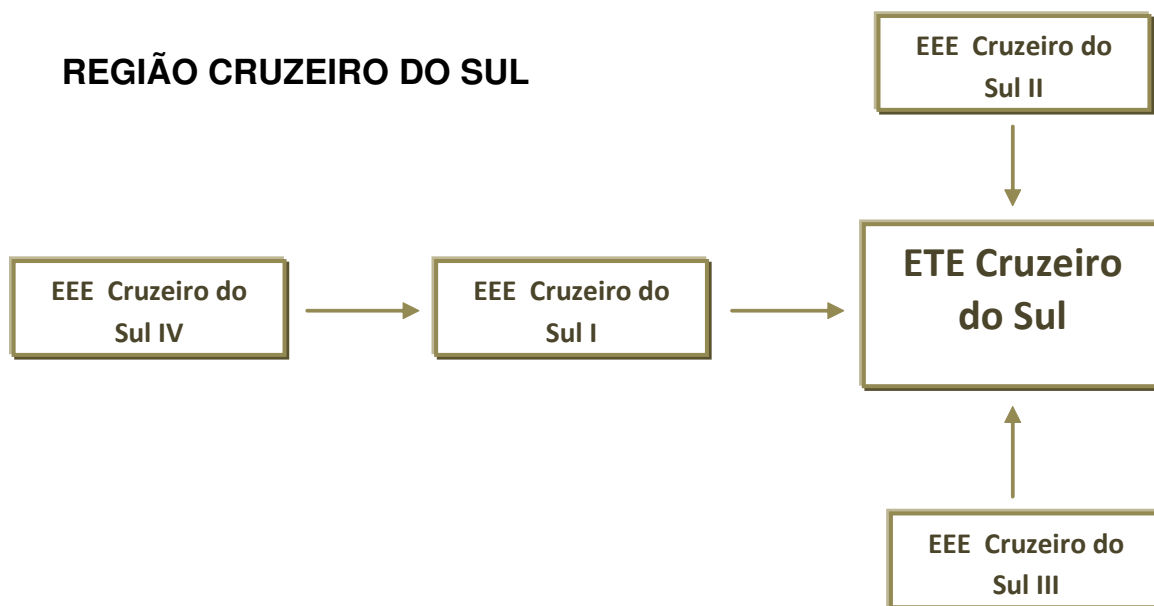 REGIÃO CRUZEIRO DO SUL
EEE Cruzeiro do
Sul II
EEE Cruzeiro do
Sul IV
EEE Cruzeiro do
Sul I
ETE Cruzeiro
do Sul
EEE Cruzeiro do
Sul III